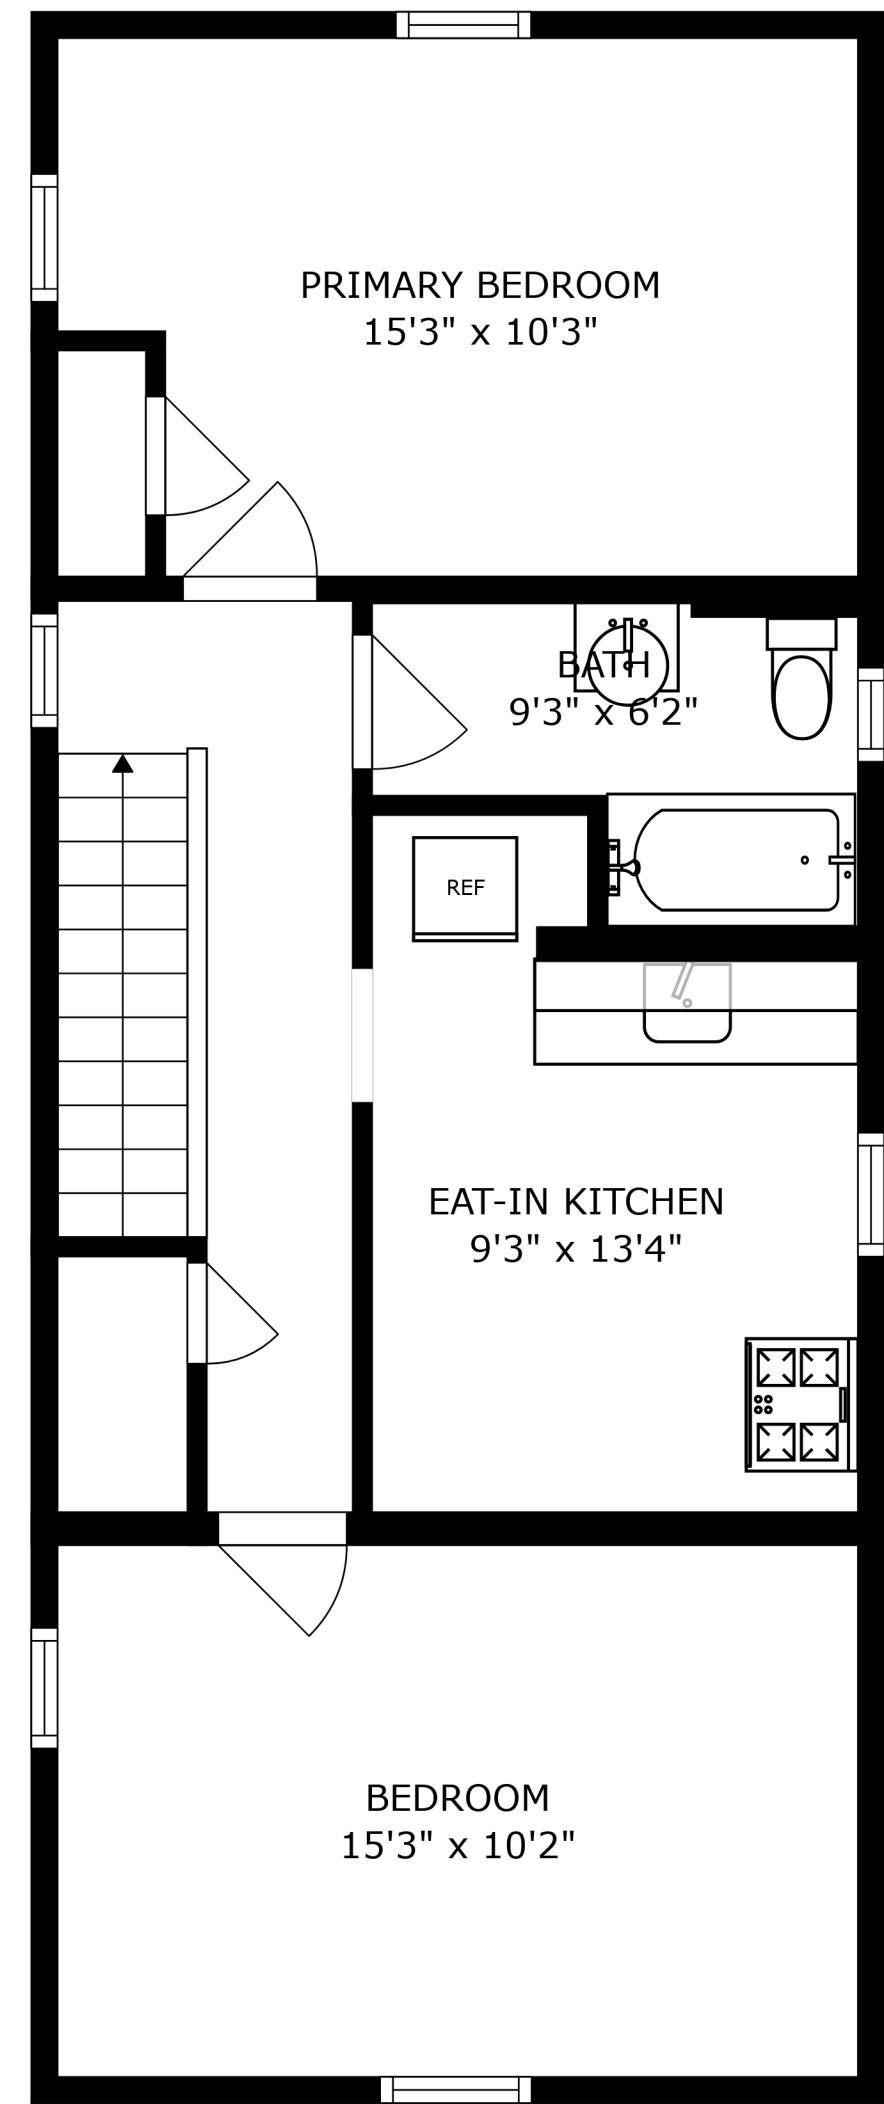 PRIMARY BEDROOM
15'3" x 10'3"
BATH
9'3" x 6'2"
REF
EAT-IN KITCHEN
9'3" x 13'4"
BEDROOM
15'3" x 10'2"